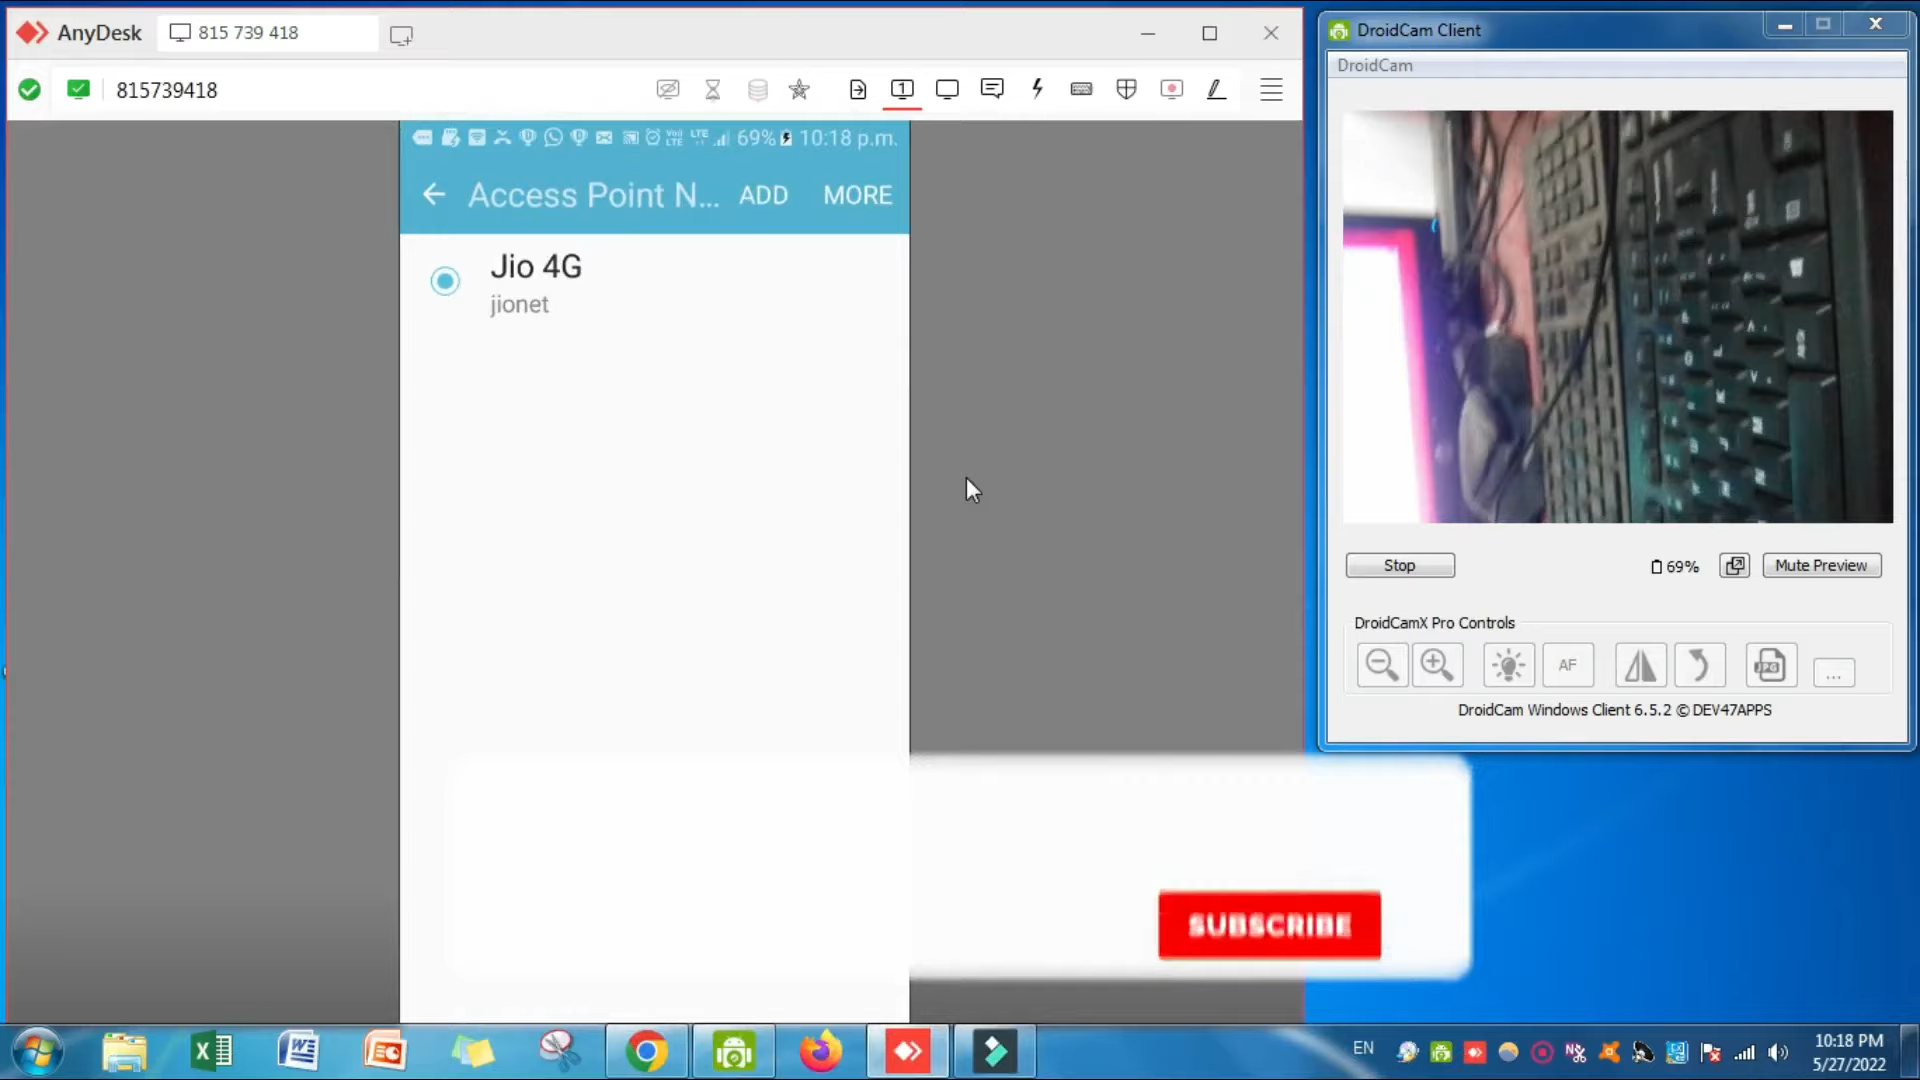 AnyDesk
815 739 418
815739418
1
69% 10:18 p.m.
Access Point N...
ADD
MORE
Jio 4G
jionet
DroidCam Client
DroidCam
Stop
69%
Mute Preview
DroidCamX Pro Controls
AF
JPG
...
DroidCam Windows Client 6.5.2 © DEV47APPS
SUBSCRIBE
EN
10:18 PM
5/27/2022